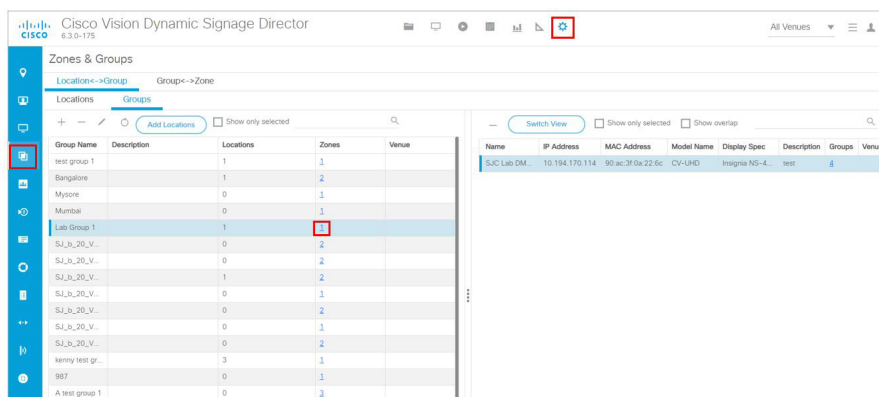 CISCO
Cisco Vision Dynamic Signage Director
6.3.0-175
All Venues
Zones & Groups
Location<->Group Group<->Zone
Locations Groups
Add Locations Show only selected
Switch View Show only selected Show overlap
Group Name Description Locations Zones Venue
test group 1 1 1
Bangalore 1 2
Mysore 0 1
Mumbai 0 1
Lab Group 1 1 1
SJ_b_20_V... 0 2
SJ_b_20_V... 0 2
SJ_b_20_V... 1 2
SJ_b_20_V... 0 1
SJ_b_20_V... 0 2
SJ_b_20_V... 0 1
SJ_b_20_V... 0 2
kenny test gr... 3 1
987 0 1
A test group 1 0 3
Name IP Address MAC Address Model Name Display Spec Description Groups Venu
SJC Lab DM... 10.194.170.114 90:ac:3f:0a:22:6c CV-UHD Insignia NS-4... test 4